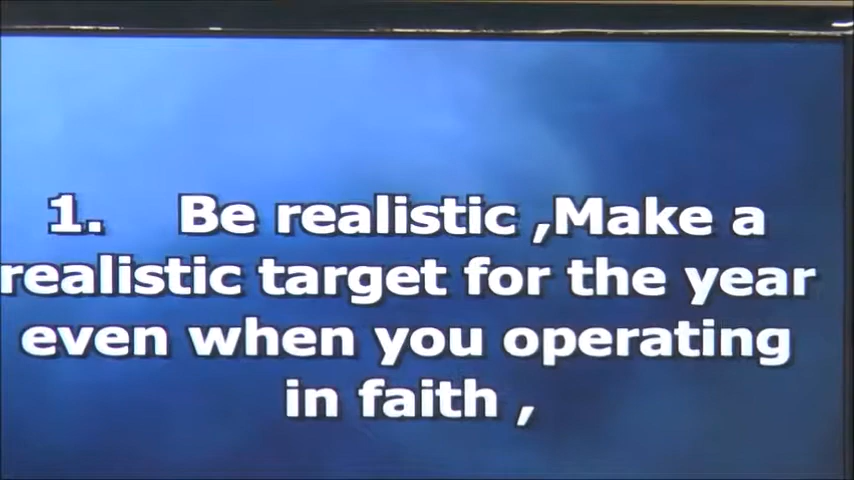 1. Be realistic ,Make a
realistic target for the year
even when you operating
in faith ,